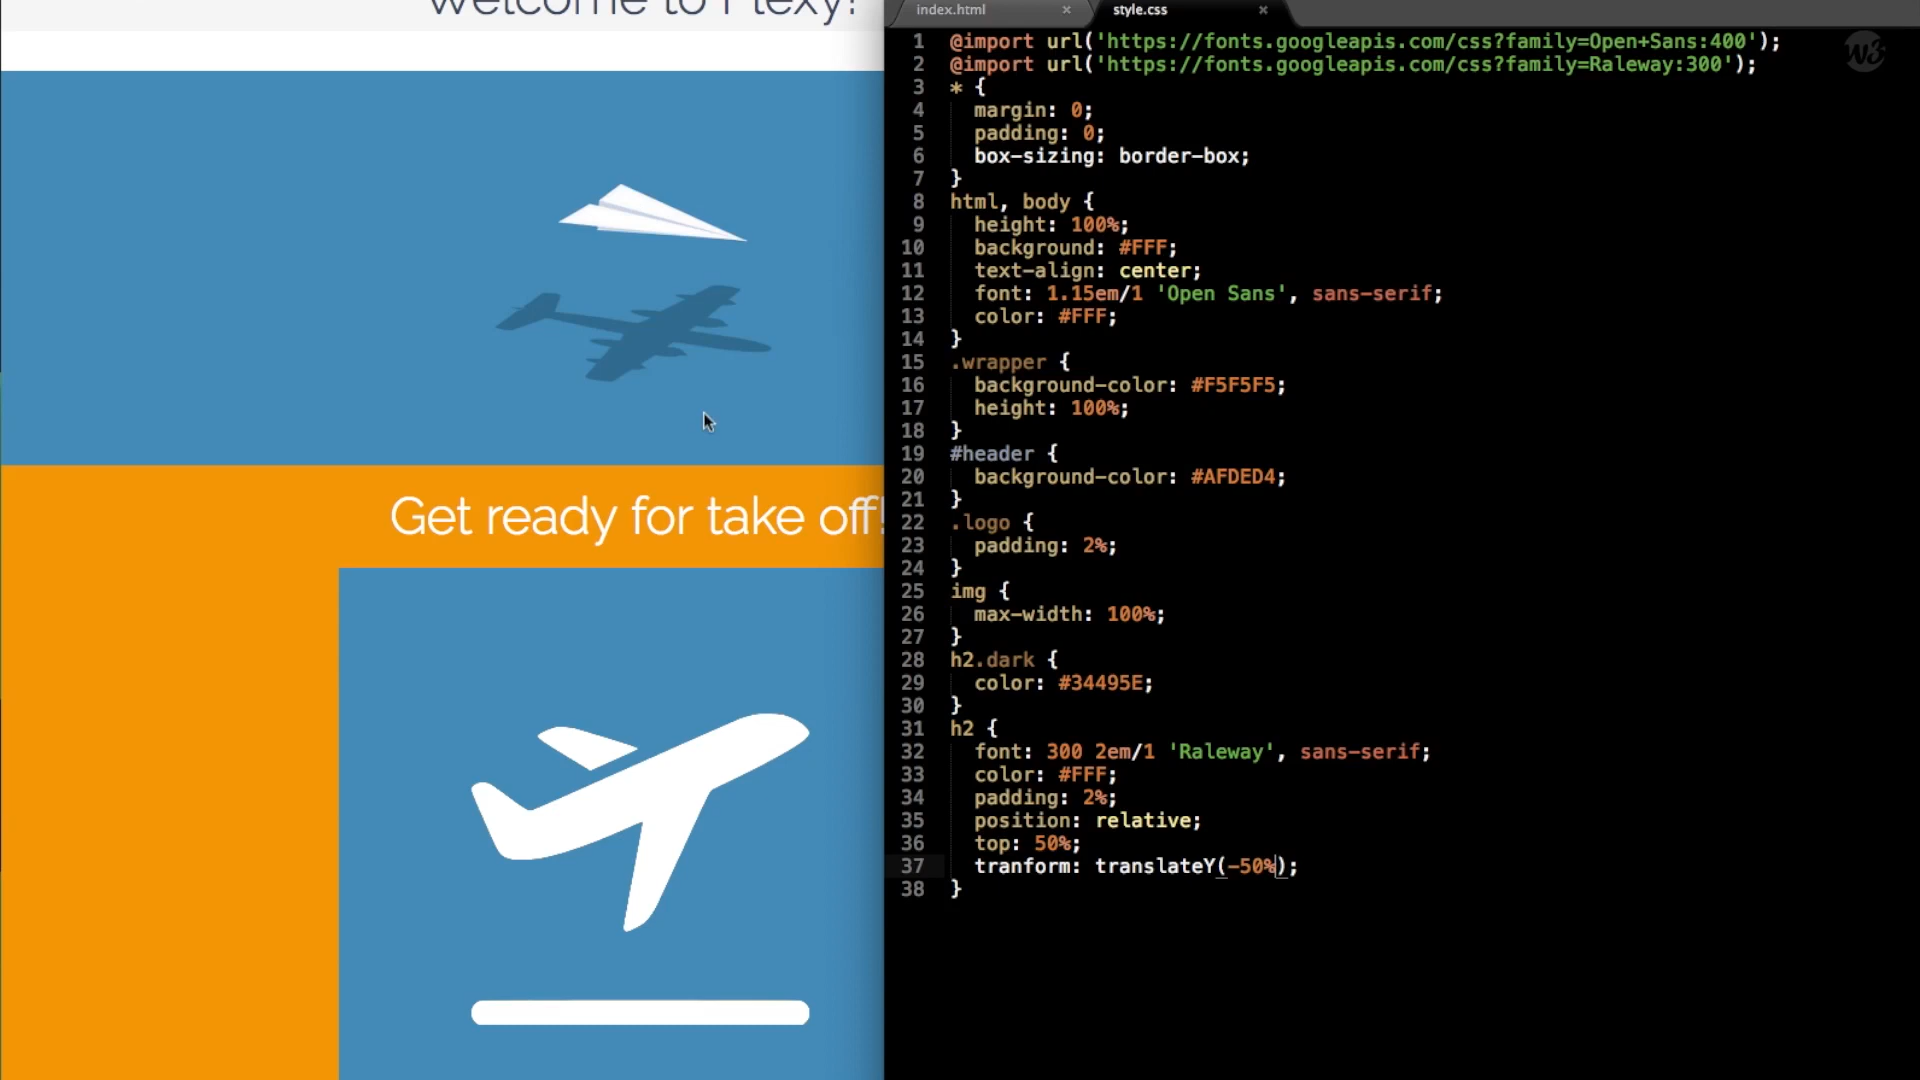 Welcome to Flexy!
Get ready for take off!
index.html × style.css ×
1 @import url('https://fonts.googleapis.com/css?family=Open+Sans:400');
2 @import url('https://fonts.googleapis.com/css?family=Raleway:300');
3 * {
4 margin: 0;
5 padding: 0;
6 box-sizing: border-box;
7 }
8 html, body {
9 height: 100%;
10 background: #FFF;
11 text-align: center;
12 font: 1.15em/1 'Open Sans', sans-serif;
13 color: #FFF;
14 }
15 .wrapper {
16 background-color: #F5F5F5;
17 height: 100%;
18 }
19 #header {
20 background-color: #AFDED4;
21 }
22 .logo {
23 padding: 2%;
24 }
25 img {
26 max-width: 100%;
27 }
28 h2.dark {
29 color: #34495E;
30 }
31 h2 {
32 font: 300 2em/1 'Raleway', sans-serif;
33 color: #FFF;
34 padding: 2%;
35 position: relative;
36 top: 50%;
37 tranform: translateY(-50%);
38 }
W3